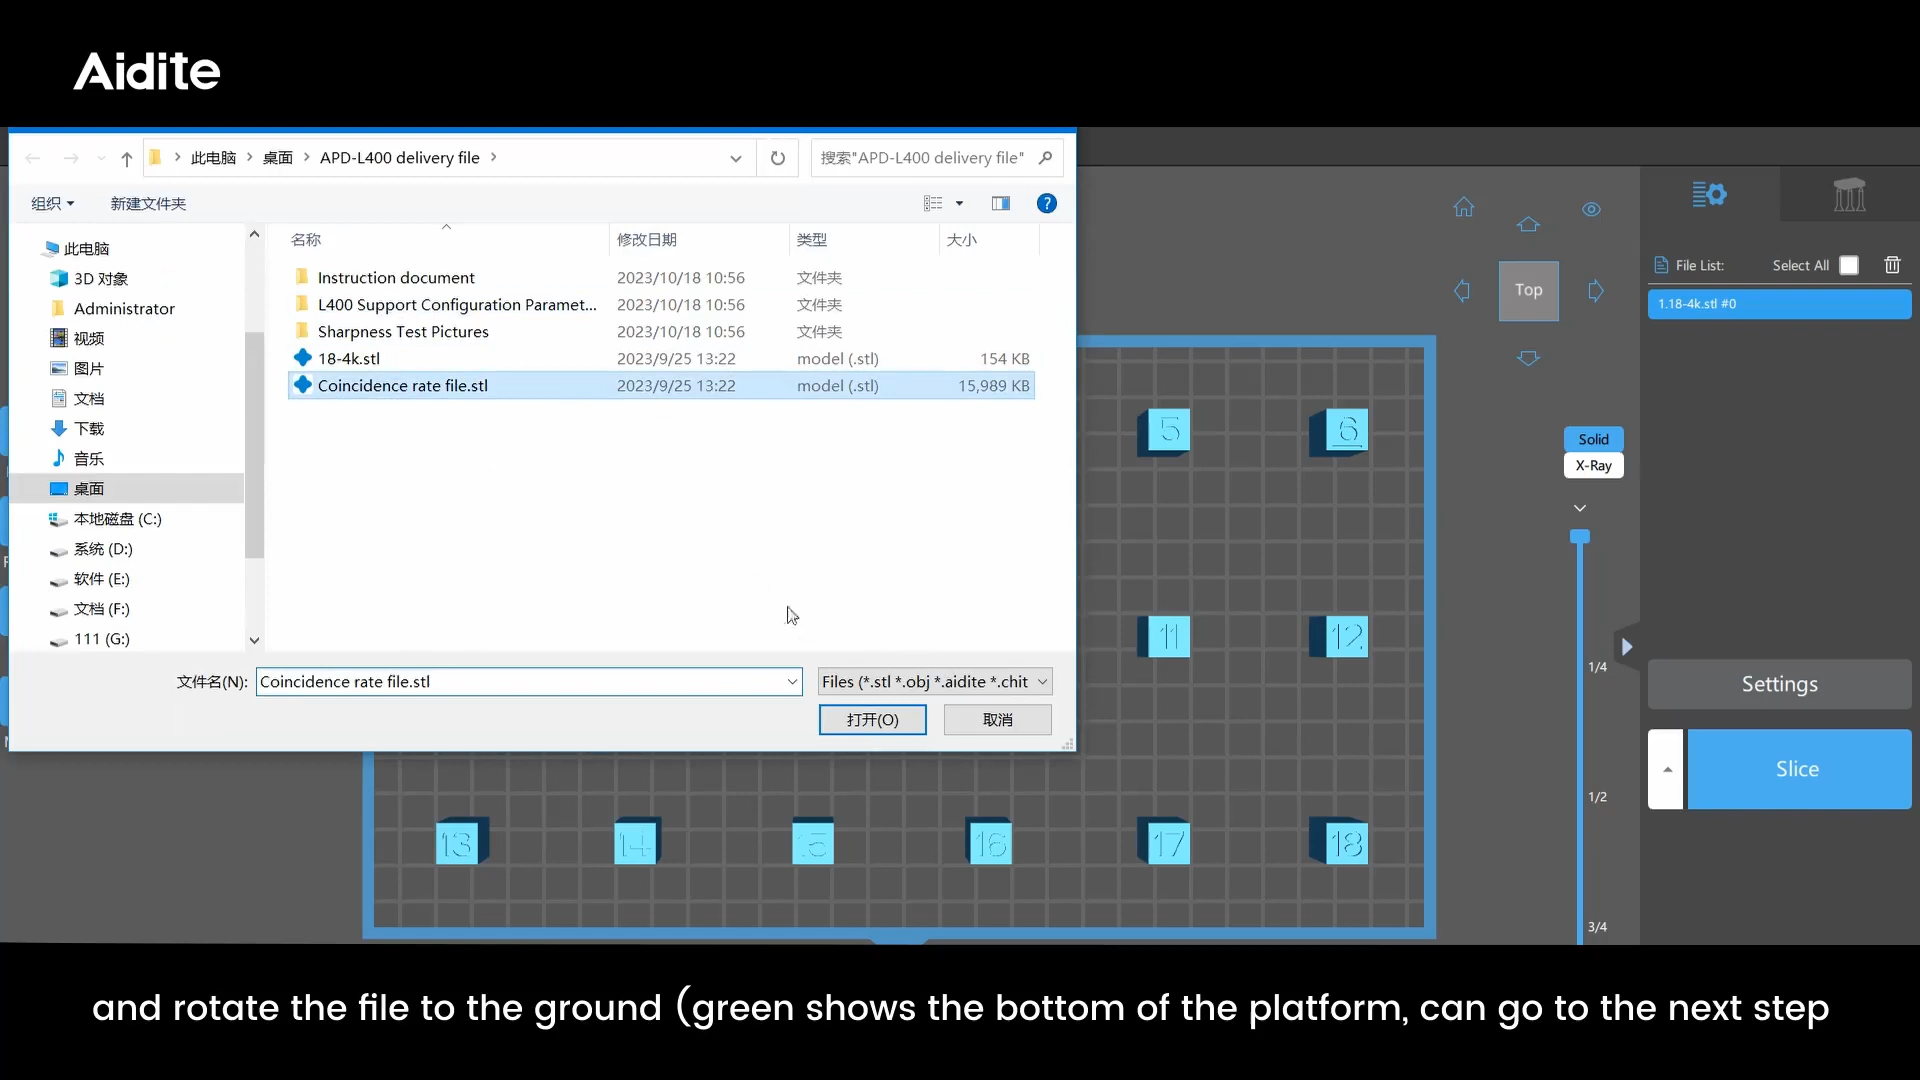 Aidite
此电脑 桌面 APD-L400 delivery file
搜索"APD-L400 delivery file"
组织 新建文件夹
此电脑
3D 对象
Administrator
视频
图片
文档
下载
音乐
桌面
本地磁盘 (C:)
系统 (D:)
软件 (E:)
文档 (F:)
111 (G:)
名称 修改日期 类型 大小
Instruction document 2023/10/18 10:56 文件夹
L400 Support Configuration Paramet... 2023/10/18 10:56 文件夹
Sharpness Test Pictures 2023/10/18 10:56 文件夹
18-4k.stl 2023/9/25 13:22 model (.stl) 154 KB
Coincidence rate file.stl 2023/9/25 13:22 model (.stl) 15,989 KB
文件名(N): Coincidence rate file.stl Files (*.stl *.obj *.aidite *.chit
打开(O) 取消
5 6
11 12
13 14 15 16 17 18
Top
Solid
X-Ray
1/4
1/2
3/4
File List: Select All
1.18-4k.stl #0
Settings
Slice
and rotate the file to the ground (green shows the bottom of the platform, can go to the next step